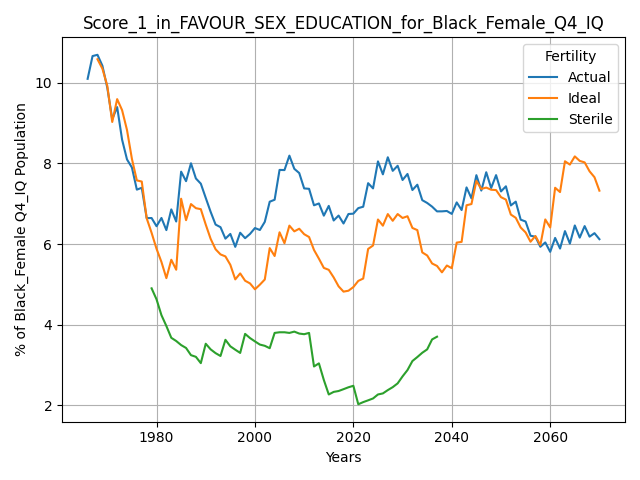 Score_1_in_FAVOUR_SEX_EDUCATION_for_Black_Female_Q4_IQ
Fertility
Actual
Ideal
Sterile
% of Black_Female Q4_IQ Population
10
8
6
4
2
1980
2000
2020
2040
2060
Years